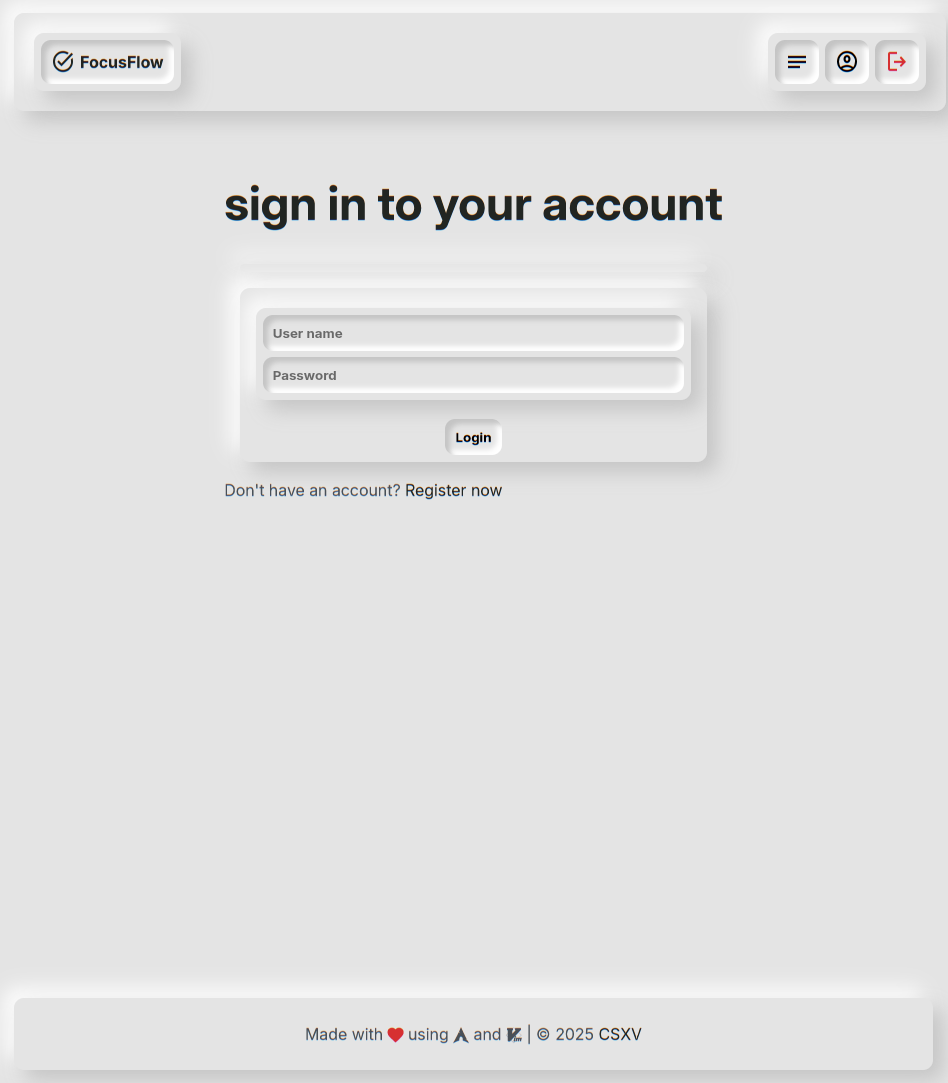 FocusFlow
sign in to your account
User name
Password
Login
Don't have an account? Register now
Made with using and | © 2025 CSXV